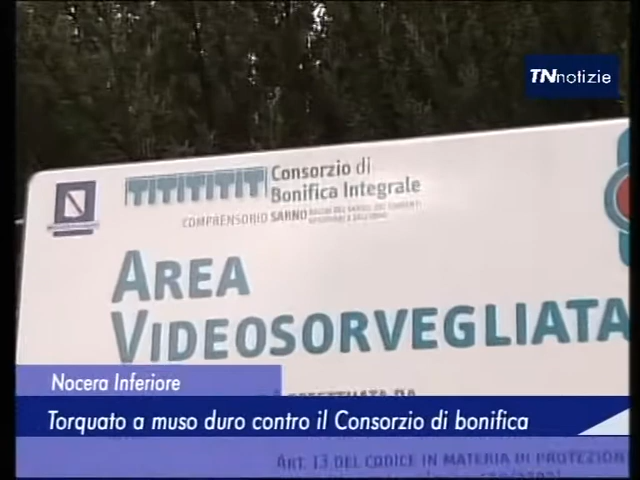 TNnotizie
Consorzio di
Bonifica Integrale
COMPRENSORIO SARNO
AREA
VIDEOSORVEGLIATA
Nocera Inferiore
Torquato a muso duro contro il Consorzio di bonifica
ART. 13 DEL CODICE IN MATERIA DI PROTEZIONE